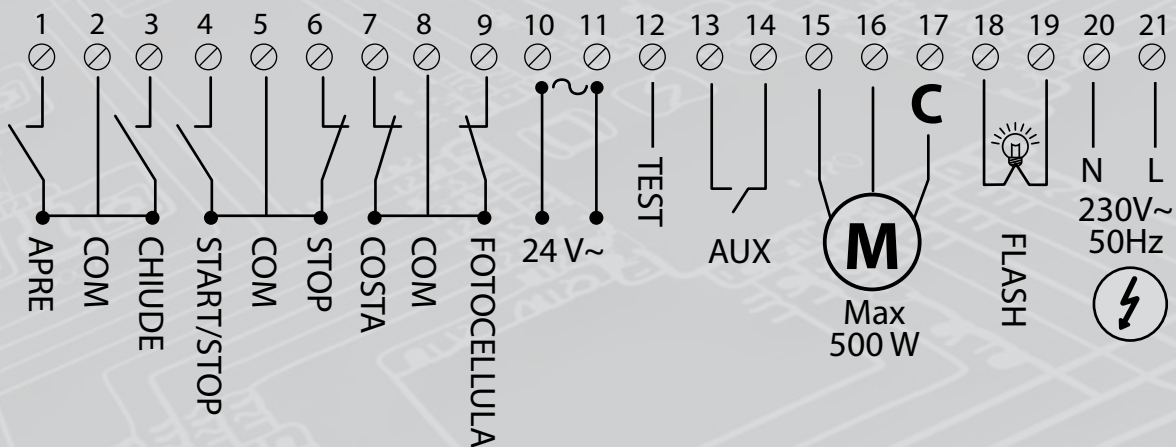 1 2 3 4 5 6 7 8 9 10 11 12 13 14 15 16 17 18 19 20 21
APRE
COM
CHIUDE
START/STOP
COM
STOP
COSTA
COM
FOTOCELLULA
24 V~
TEST
AUX
C
M
Max
500 W
FLASH
N L
230V~
50Hz